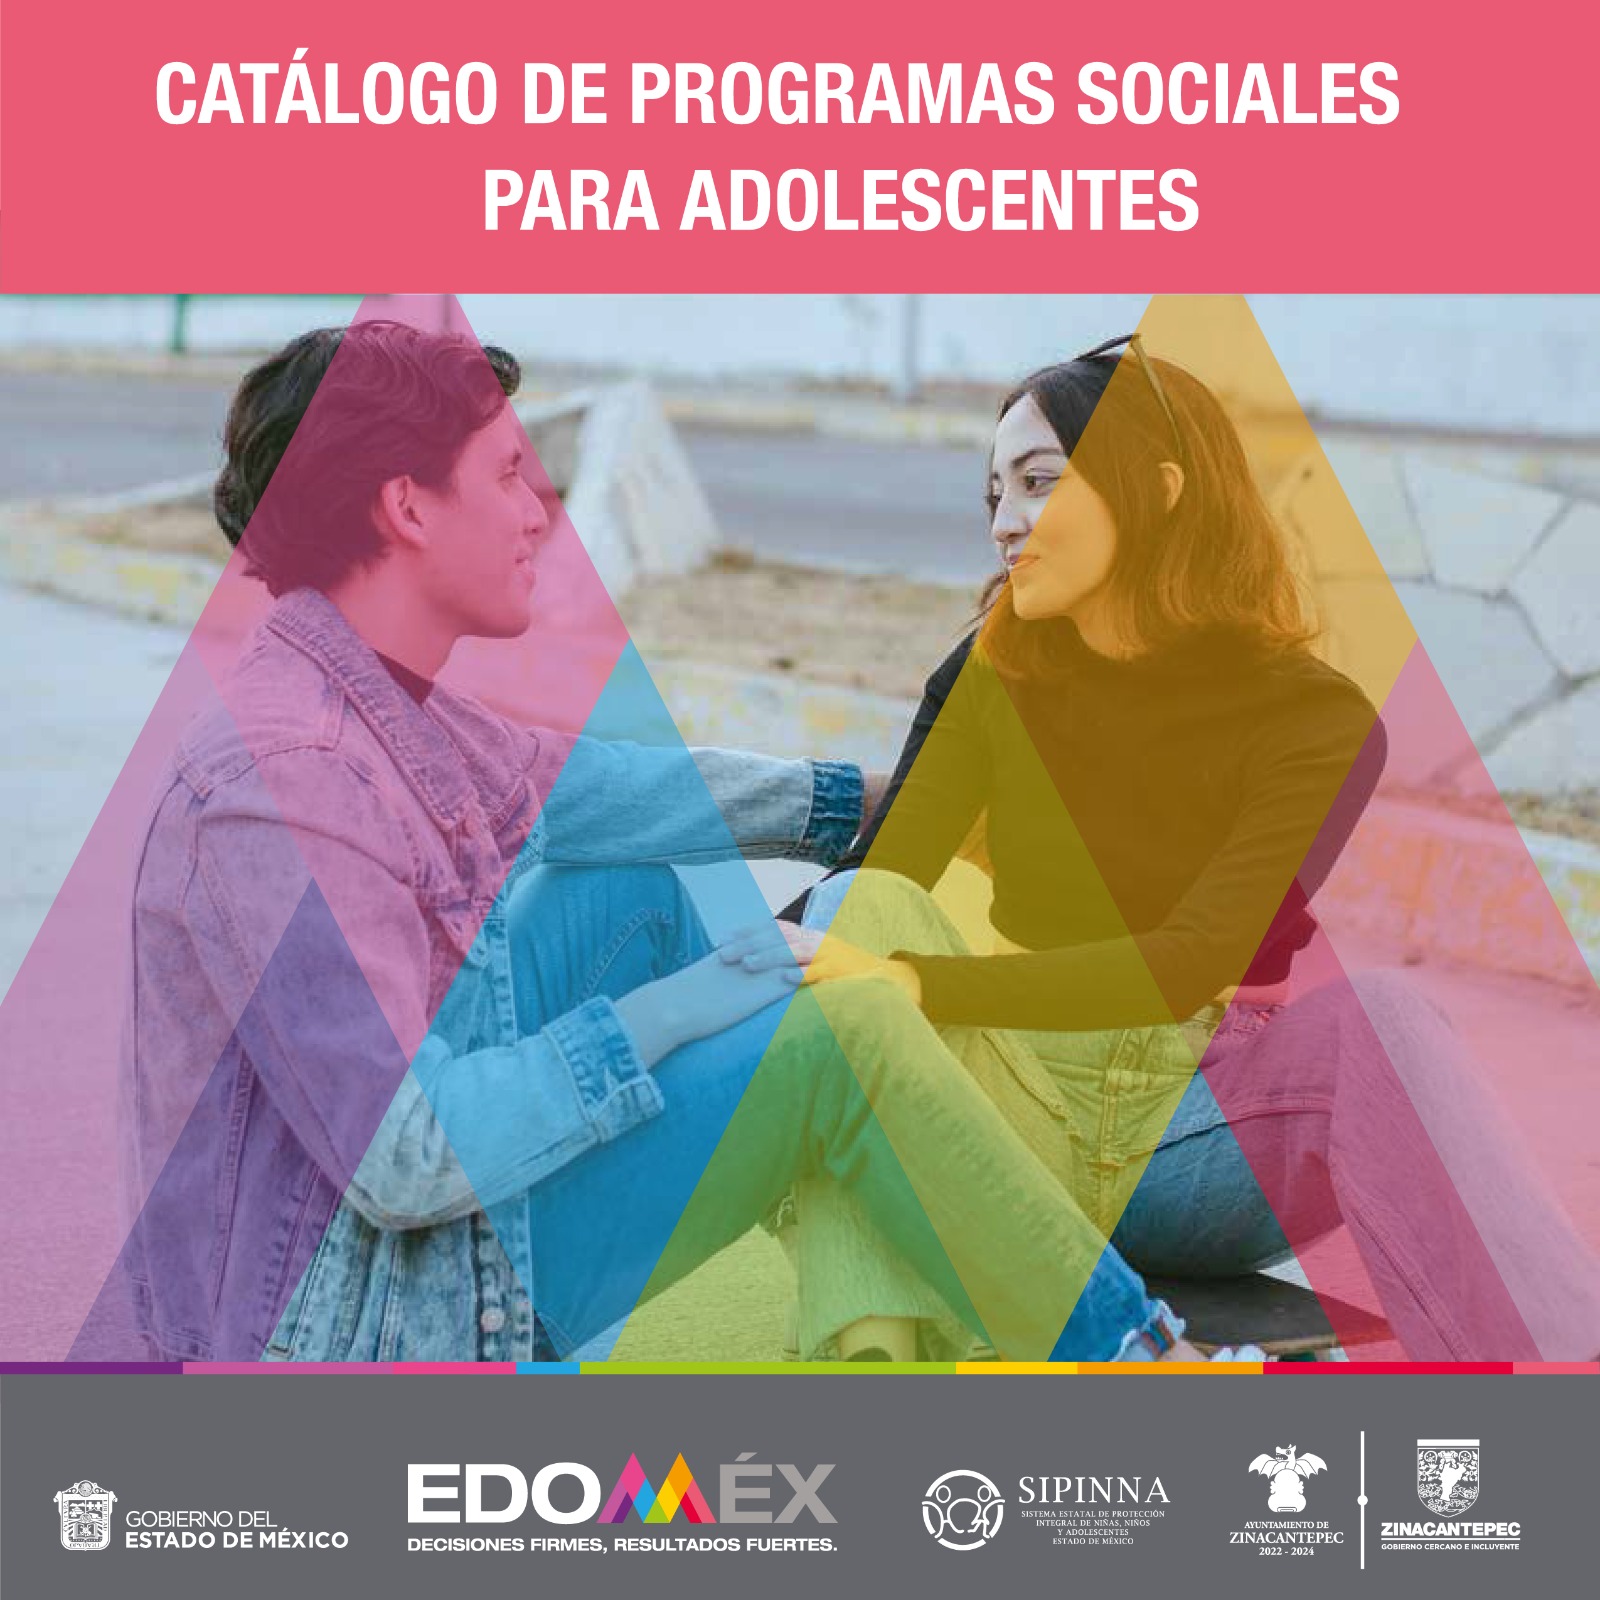 CATÁLOGO DE PROGRAMAS SOCIALES
PARA ADOLESCENTES
GOBIERNO DEL
ESTADO DE MÉXICO
EDOMÉX
DECISIONES FIRMES, RESULTADOS FUERTES.
SIPINNA
SISTEMA ESTATAL DE PROTECCIÓN
INTEGRAL DE NIÑAS, NIÑOS
Y ADOLESCENTES
ESTADO DE MÉXICO
AYUNTAMIENTO DE
ZINACANTEPEC
2022 - 2024
ZINACANTEPEC
GOBIERNO CERCANO E INCLUYENTE